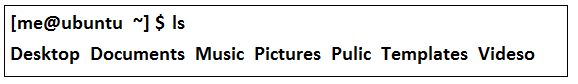 [me@ubuntu ~] $ ls
Desktop Documents Music Pictures Pulic Templates Videso